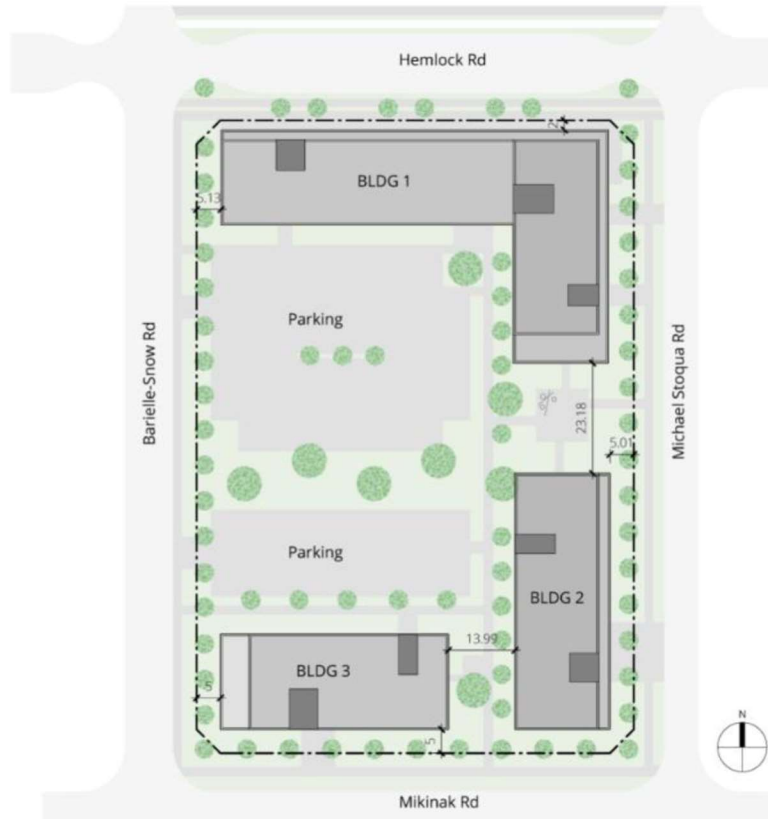 Hemlock Rd
2
BLDG 1
5.13
Parking
Barielle-Snow Rd
Michael Stoqua Rd
23.18
5.01
Parking
BLDG 2
13.99
BLDG 3
5
5
N
Mikinak Rd